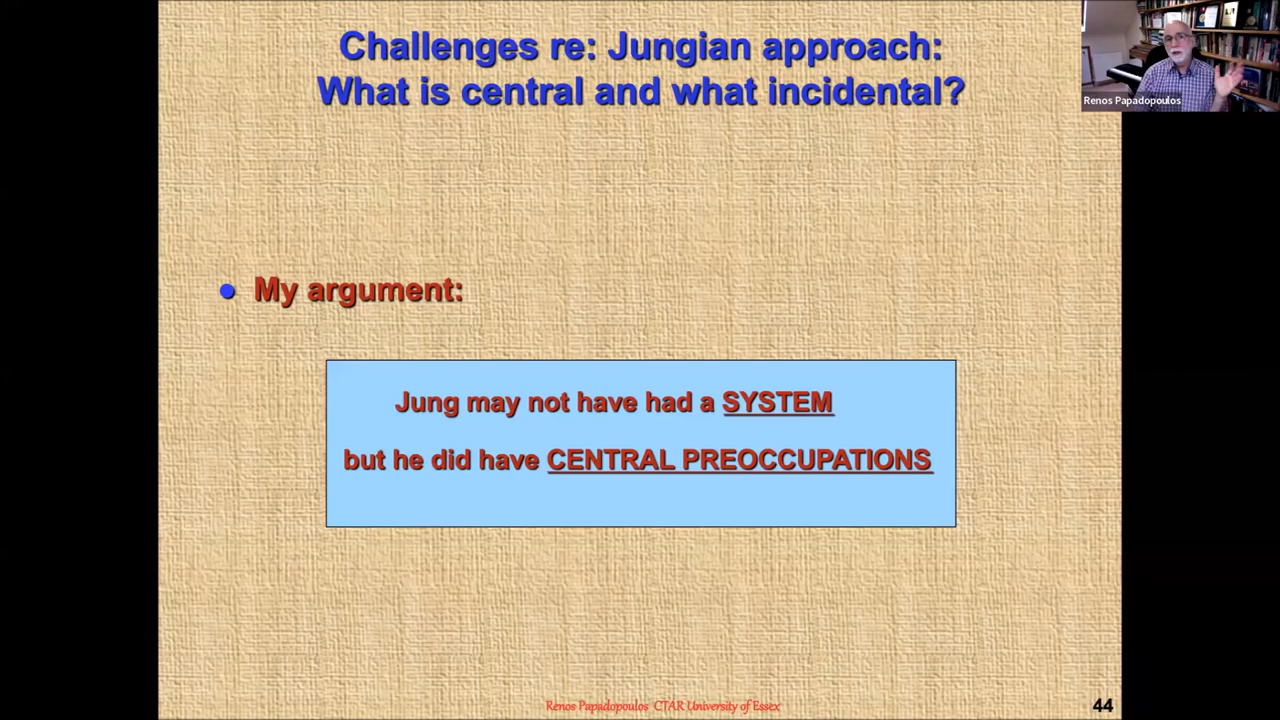 Challenges re: Jungian approach:
What is central and what incidental?
Renos Papadopoulos
● My argument:
Jung may not have had a SYSTEM
but he did have CENTRAL PREOCCUPATIONS
Renos Papadopoulos CTAR University of Essex
44